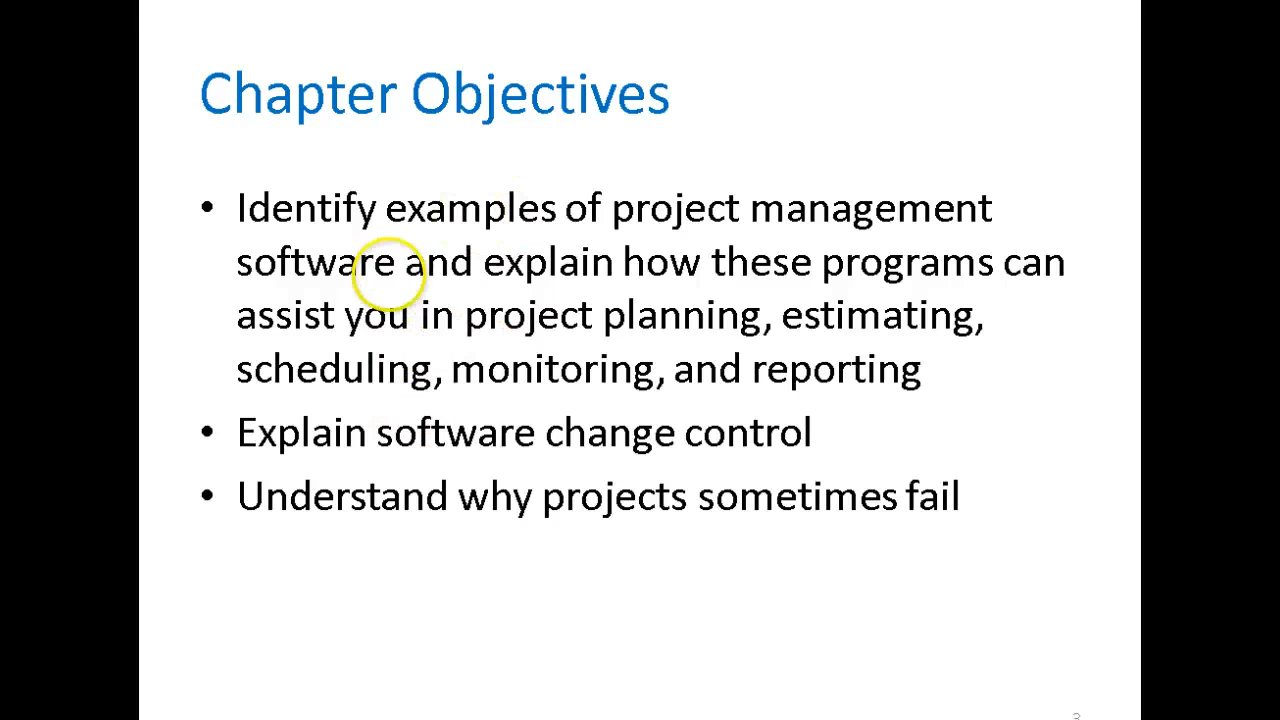 Chapter Objectives
• Identify examples of project management
software and explain how these programs can
assist you in project planning, estimating,
scheduling, monitoring, and reporting
• Explain software change control
• Understand why projects sometimes fail
3